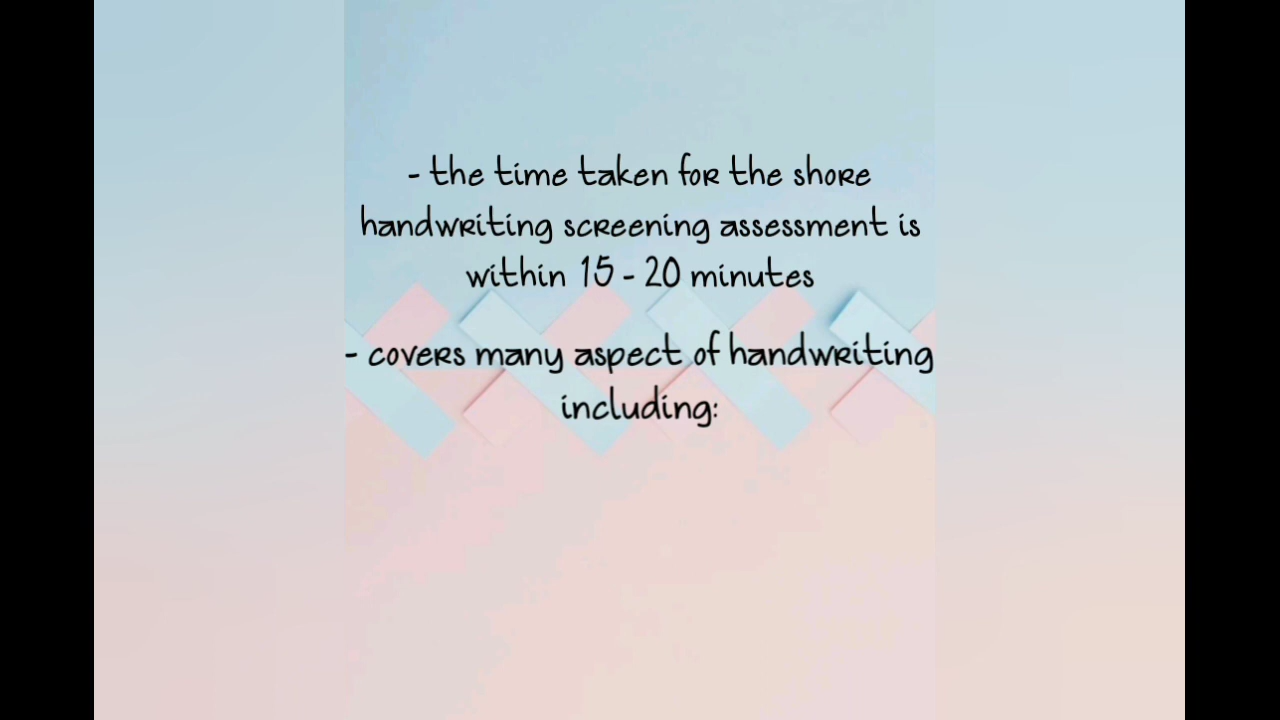 - the time taken for the shore
handwriting screening assessment is
within 15 - 20 minutes
- covers many aspect of handwriting
including: